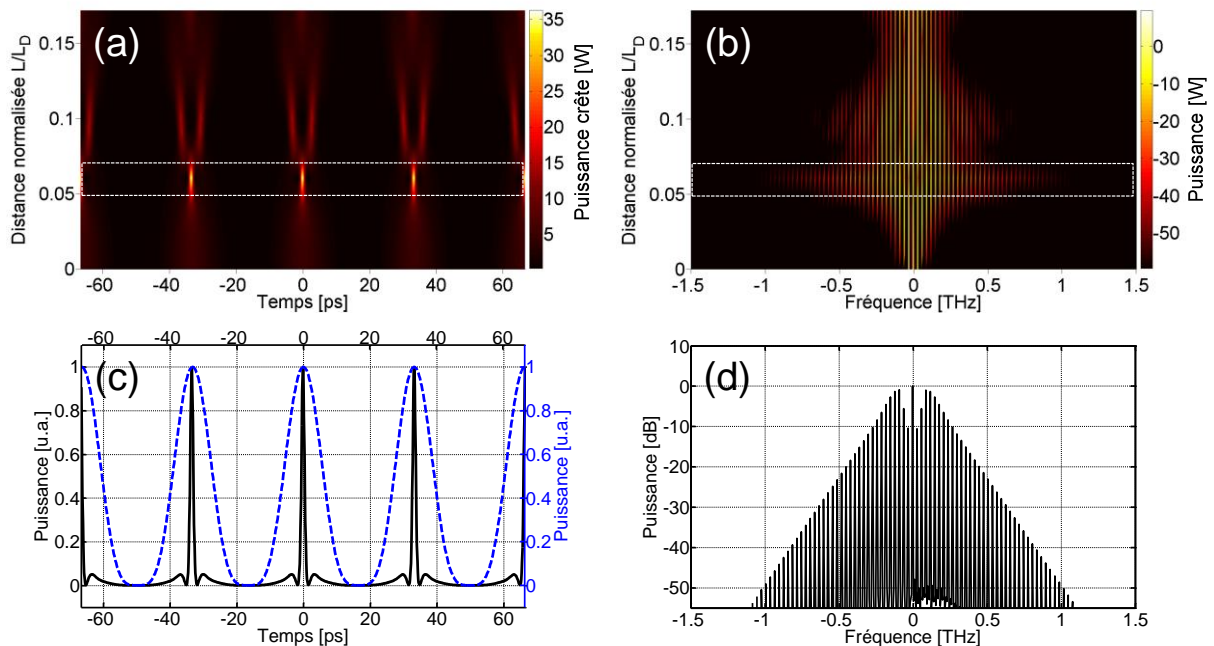 (a)
Distance normalisée L/L_D
0.15
0.1
0.05
0
-60 -40 -20 0 20 40 60
Temps [ps]
35
30
25
20
15
10
5
Puissance crête [W]
(b)
Distance normalisée L/L_D
0.15
0.1
0.05
0
-1.5 -1 -0.5 0 0.5 1 1.5
Fréquence [THz]
0
-10
-20
-30
-40
-50
Puissance [W]
-60 -40 -20 0 20 40 60
(c)
Puissance [u.a.]
1
0.8
0.6
0.4
0.2
0
-60 -40 -20 0 20 40 60
Temps [ps]
1
0.8
0.6
0.4
0.2
0
Puissance [u.a.]
(d)
Puissance [dB]
10
0
-10
-20
-30
-40
-50
-1.5 -1 -0.5 0 0.5 1 1.5
Fréquence [THz]